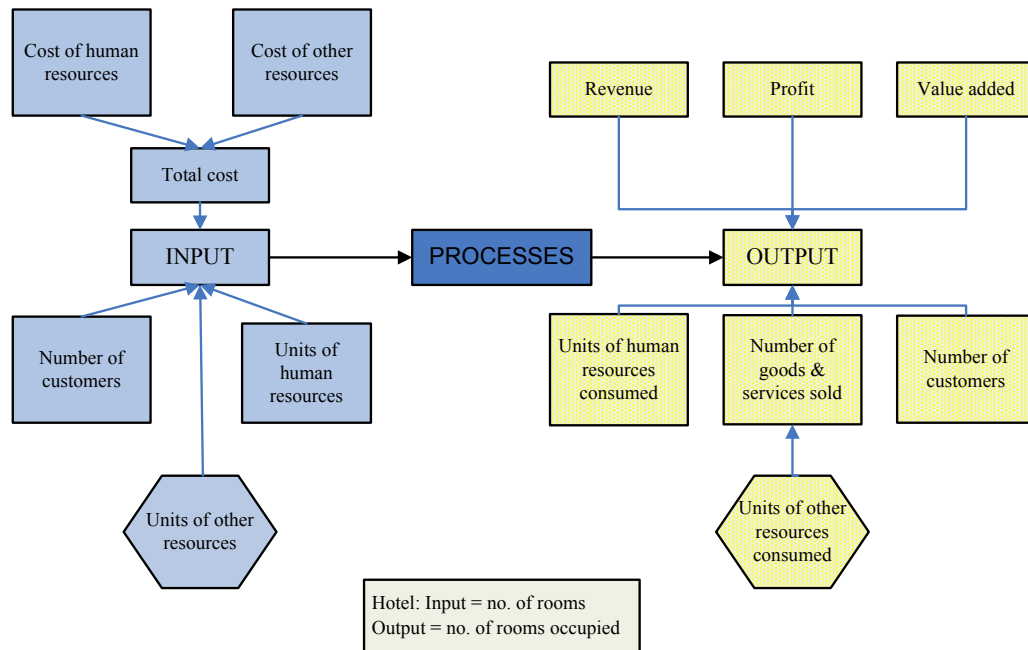 Cost of human
resources
Cost of other
resources
Revenue
Profit
Value added
Total cost
INPUT
PROCESSES
OUTPUT
Number of
customers
Units of
human
resources
Units of human
resources
consumed
Number of
goods &
services sold
Number of
customers
Units of other
resources
Units of other
resources
consumed
Hotel: Input = no. of rooms
Output = no. of rooms occupied